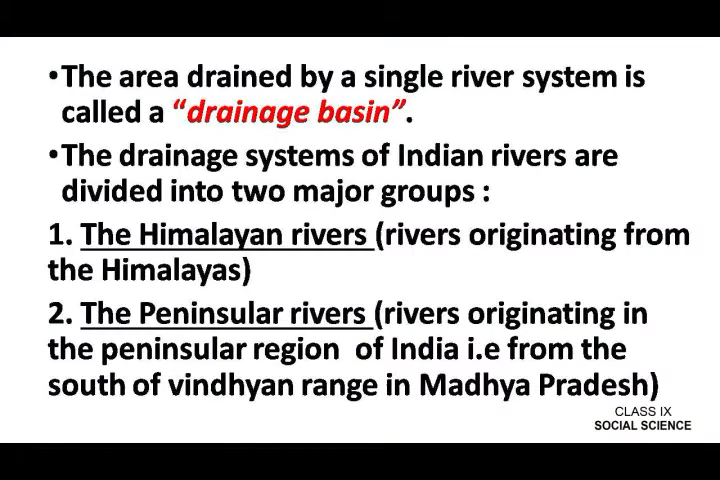 •The area drained by a single river system is
called a “drainage basin”.
•The drainage systems of Indian rivers are
divided into two major groups :
1. The Himalayan rivers (rivers originating from
the Himalayas)
2. The Peninsular rivers (rivers originating in
the peninsular region of India i.e from the
south of vindhyan range in Madhya Pradesh)
CLASS IX
SOCIAL SCIENCE